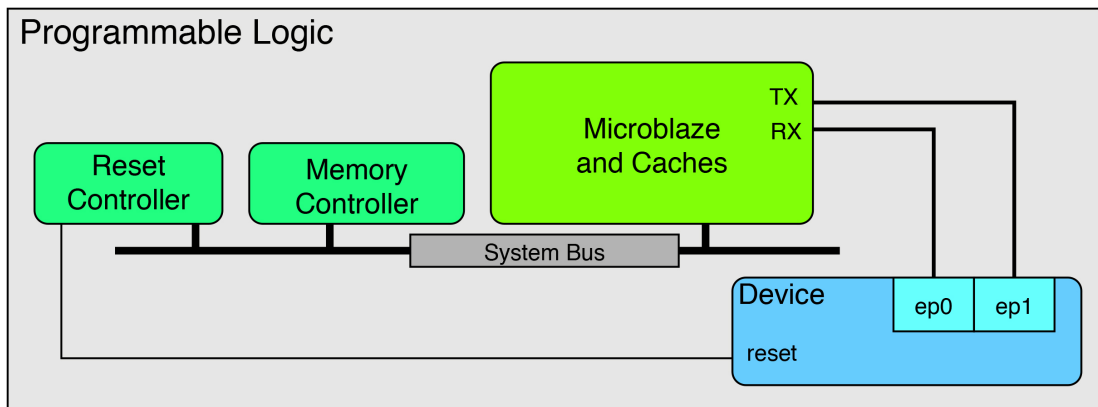 Programmable Logic
TX
RX
Microblaze
and Caches
Reset
Controller
Memory
Controller
System Bus
Device
ep0
ep1
reset